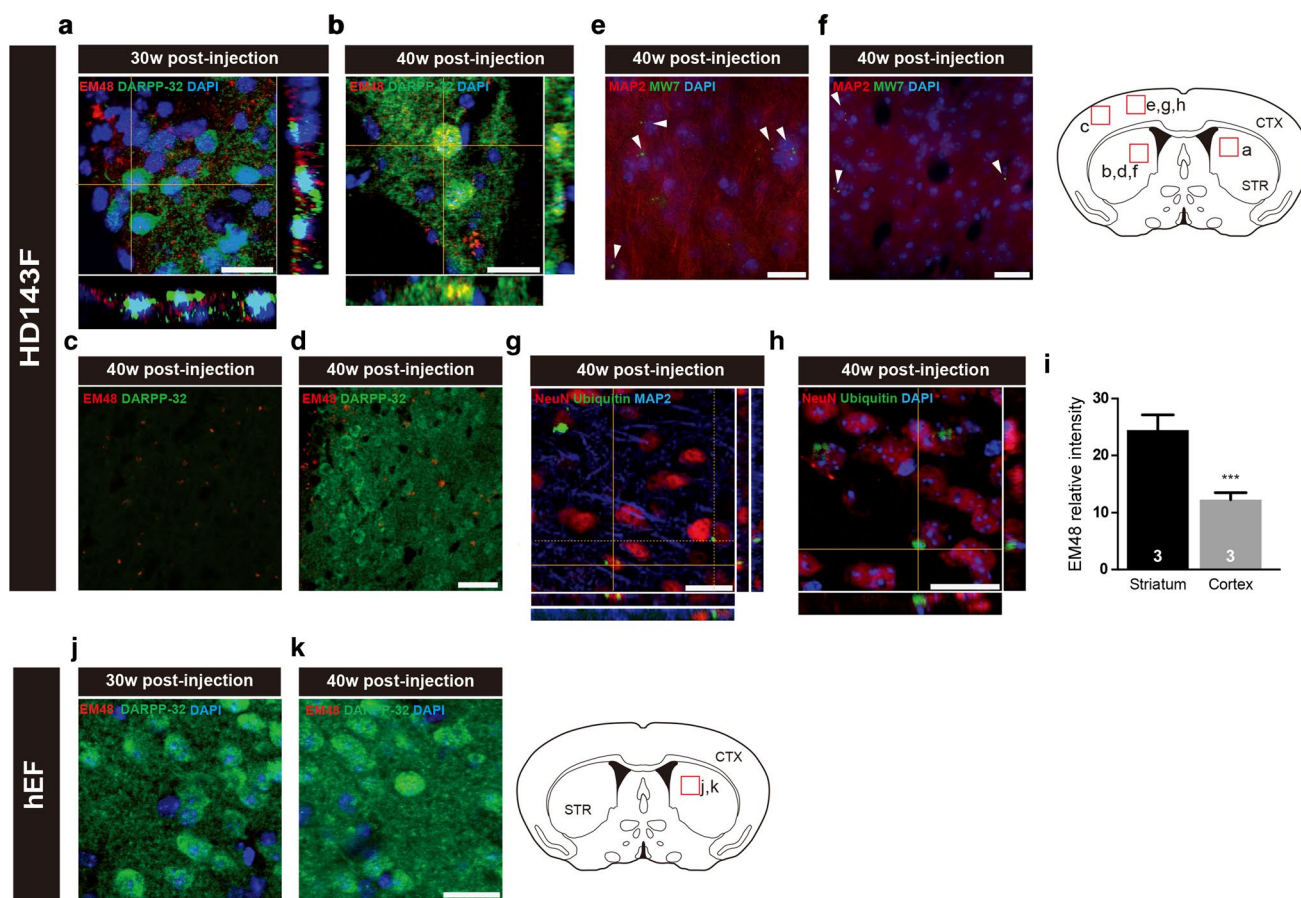 HD143F
a
30w post-injection
EM48 DARPP-32 DAPI
b
40w post-injection
EM48 DARPP-32 DAPI
e
40w post-injection
MAP2 MW7 DAPI
f
40w post-injection
MAP2 MW7 DAPI
c
e,g,h
CTX
a
b,d,f
STR
c
40w post-injection
EM48 DARPP-32
d
40w post-injection
EM48 DARPP-32
g
40w post-injection
NeuN Ubiquitin MAP2
h
40w post-injection
NeuN Ubiquitin DAPI
i
EM48 relative intensity
30
20
10
0
***
3
3
Striatum
Cortex
hEF
j
30w post-injection
EM48 DARPP-32 DAPI
k
40w post-injection
EM48 DARPP-32 DAPI
CTX
j,k
STR